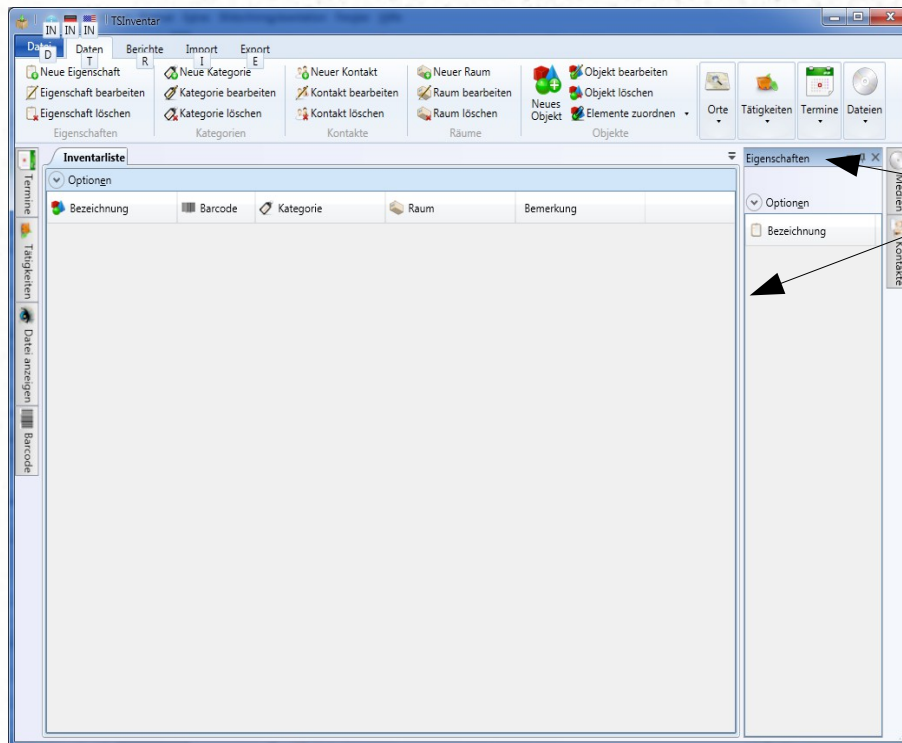 TSInventar
IN IN IN
Datei Daten Berichte Import Export
D T R I E
Neue Eigenschaft
Eigenschaft bearbeiten
Eigenschaft löschen
Eigenschaften
Neue Kategorie
Kategorie bearbeiten
Kategorie löschen
Kategorien
Neuer Kontakt
Kontakt bearbeiten
Kontakt löschen
Kontakte
Neuer Raum
Raum bearbeiten
Raum löschen
Räume
Neues
Objekt
Objekt bearbeiten
Objekt löschen
Elemente zuordnen
Objekte
Orte
Tätigkeiten
Termine
Dateien
Termine
Tätigkeiten
Datei anzeigen
Barcode
Inventarliste
Optionen
Bezeichnung Barcode Kategorie Raum Bemerkung
Eigenschaften
Optionen
Bezeichnung
Medien
Kontakte